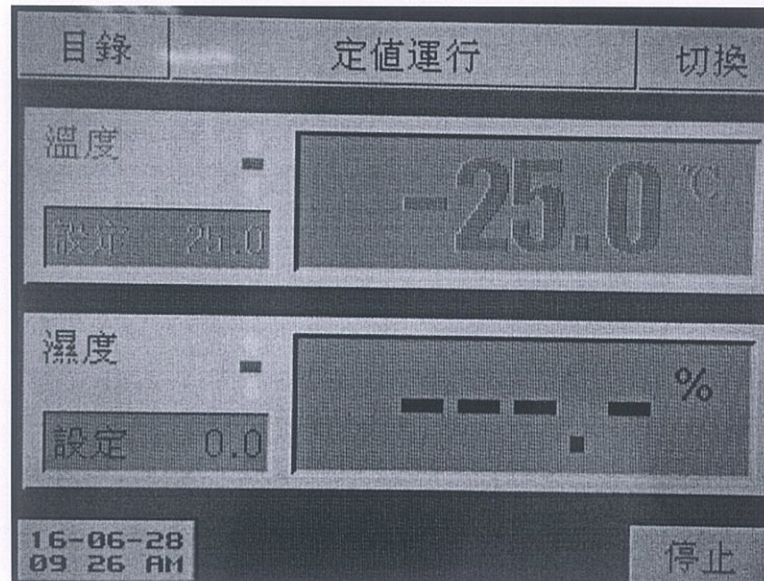 目錄 定值運行 切換
溫度
-25.0 ℃
設定 -25.0
濕度
---.- %
設定 0.0
16-06-28
09 26 AM
停止